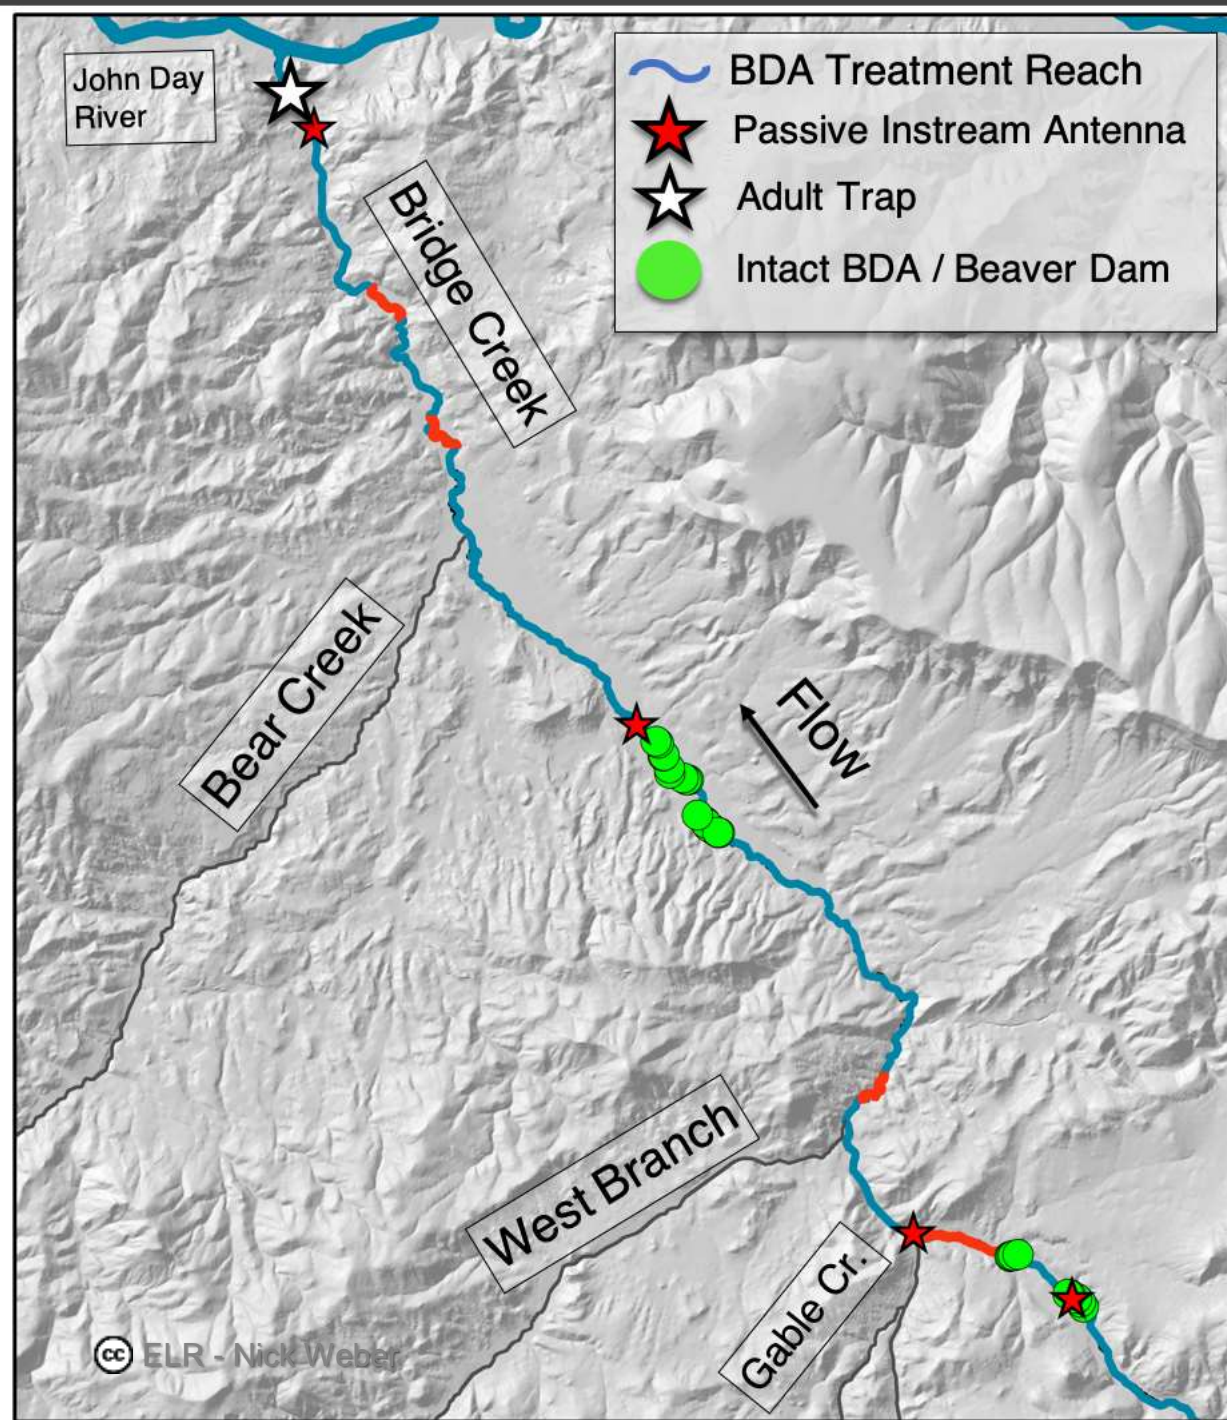 John Day
River
BDA Treatment Reach
Passive Instream Antenna
Adult Trap
Intact BDA / Beaver Dam
Bridge Creek
Bear Creek
Flow
West Branch
Gable Cr.
cc ELR - Nick Weber